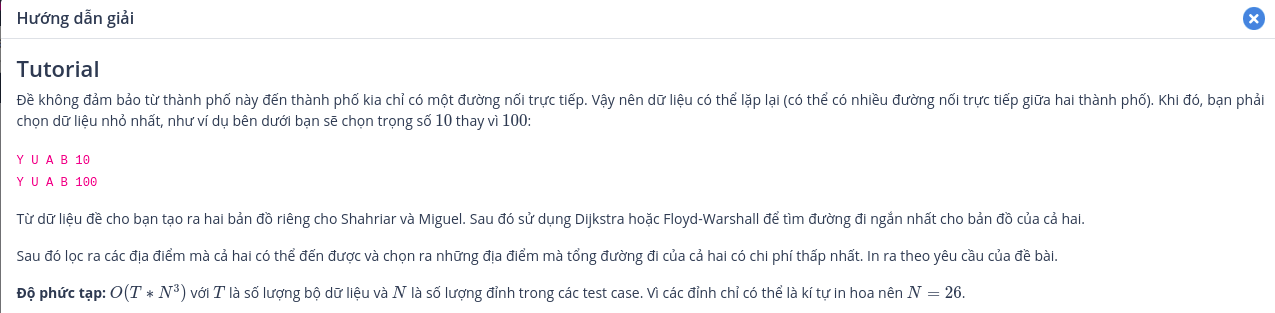 Hướng dẫn giải
Tutorial
Đề không đảm bảo từ thành phố này đến thành phố kia chỉ có một đường nối trực tiếp. Vậy nên dữ liệu có thể lặp lại (có thể có nhiều đường nối trực tiếp giữa hai thành phố). Khi đó, bạn phải
chọn dữ liệu nhỏ nhất, như ví dụ bên dưới bạn sẽ chọn trọng số 10 thay vì 100:
Y U A B 10
Y U A B 100
Từ dữ liệu đề cho bạn tạo ra hai bản đồ riêng cho Shahriar và Miguel. Sau đó sử dụng Dijkstra hoặc Floyd-Warshall để tìm đường đi ngắn nhất cho bản đồ của cả hai.
Sau đó lọc ra các địa điểm mà cả hai có thể đến được và chọn ra những địa điểm mà tổng đường đi của cả hai có chi phí thấp nhất. In ra theo yêu cầu của đề bài.
Độ phức tạp: O(T ∗ N³) với T là số lượng bộ dữ liệu và N là số lượng đỉnh trong các test case. Vì các đỉnh chỉ có thể là kí tự in hoa nên N = 26.